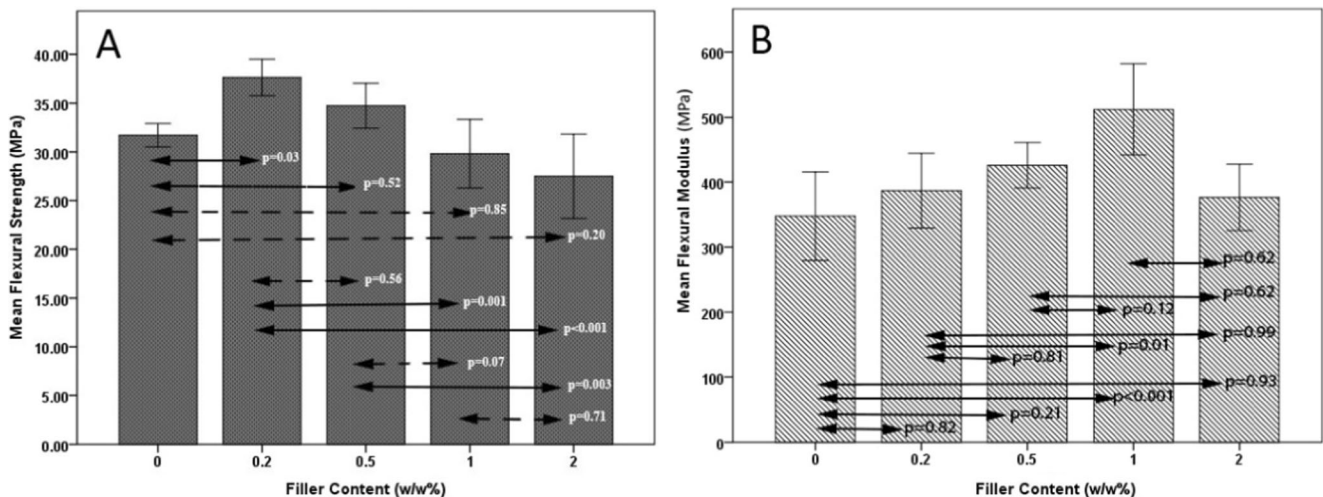 A
Mean Flexural Strength (MPa)
40.00
35.00
30.00
25.00
20.00
15.00
10.00
5.00
0.00
p=0.03
p=0.52
p=0.85
p=0.20
p=0.56
p=0.001
p<0.001
p=0.07
p=0.003
p=0.71
0 0.2 0.5 1 2
Filler Content (w/w%)
B
Mean Flexural Modulus (MPa)
600
500
400
300
200
100
0
p=0.62
p=0.62
p=0.12
p=0.99
p=0.01
p=0.81
p=0.93
p<0.001
p=0.21
p=0.82
0 0.2 0.5 1 2
Filler Content (w/w%)